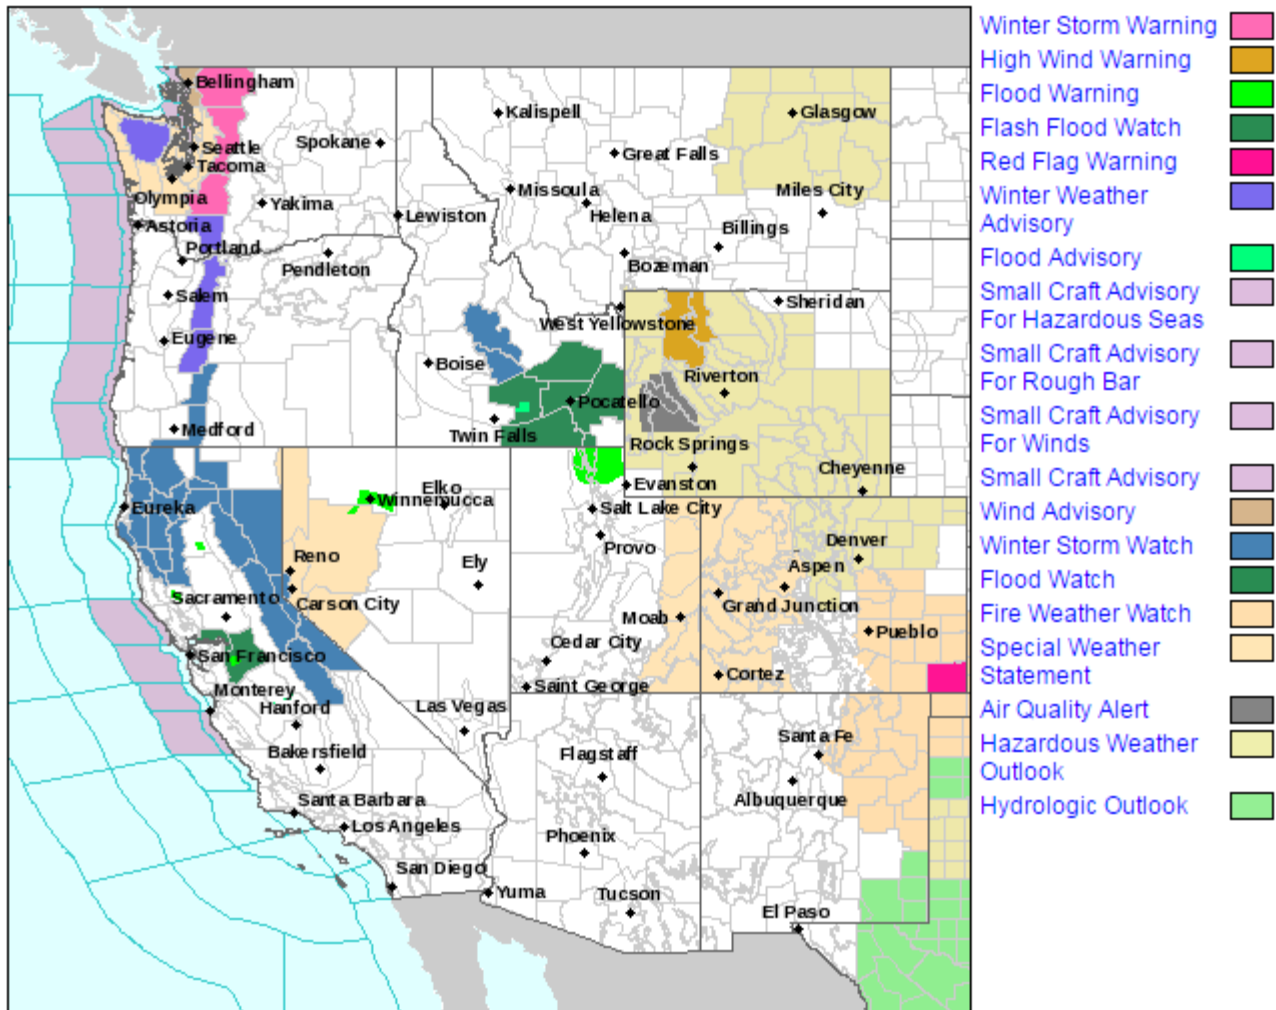 Winter Storm Warning
High Wind Warning
Flood Warning
Flash Flood Watch
Red Flag Warning
Winter Weather
Advisory
Flood Advisory
Small Craft Advisory
For Hazardous Seas
Small Craft Advisory
For Rough Bar
Small Craft Advisory
For Winds
Small Craft Advisory
Wind Advisory
Winter Storm Watch
Flood Watch
Fire Weather Watch
Special Weather
Statement
Air Quality Alert
Hazardous Weather
Outlook
Hydrologic Outlook
Bellingham
Kalispell
Glasgow
Spokane
Seattle
Great Falls
Tacoma
Missoula
Miles City
Olympia
Yakima
Lewiston
Helena
Astoria
Billings
Portland
Pendleton
Bozeman
Salem
Sheridan
West Yellowstone
Eugene
Boise
Riverton
Pocatello
Medford
Twin Falls
Rock Springs
Cheyenne
Evanston
Elko
Winnemucca
Eureka
Salt Lake City
Denver
Provo
Reno
Ely
Aspen
Sacramento
Carson City
Grand Junction
Moab
Pueblo
Cedar City
San Francisco
Cortez
Saint George
Monterey
Hanford
Las Vegas
Santa Fe
Bakersfield
Flagstaff
Santa Barbara
Albuquerque
Los Angeles
Phoenix
San Diego
Yuma
Tucson
El Paso